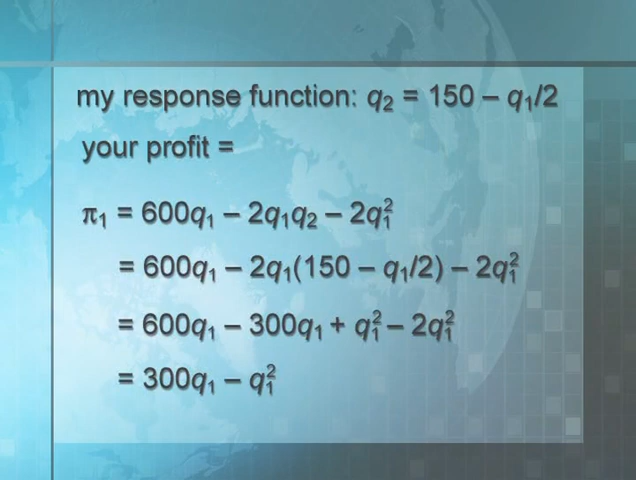 my response function: q₂ = 150 – q₁/2
your profit =
π₁ = 600q₁ – 2q₁q₂ – 2q₁²
= 600q₁ – 2q₁(150 – q₁/2) – 2q₁²
= 600q₁ – 300q₁ + q₁² – 2q₁²
= 300q₁ – q₁²